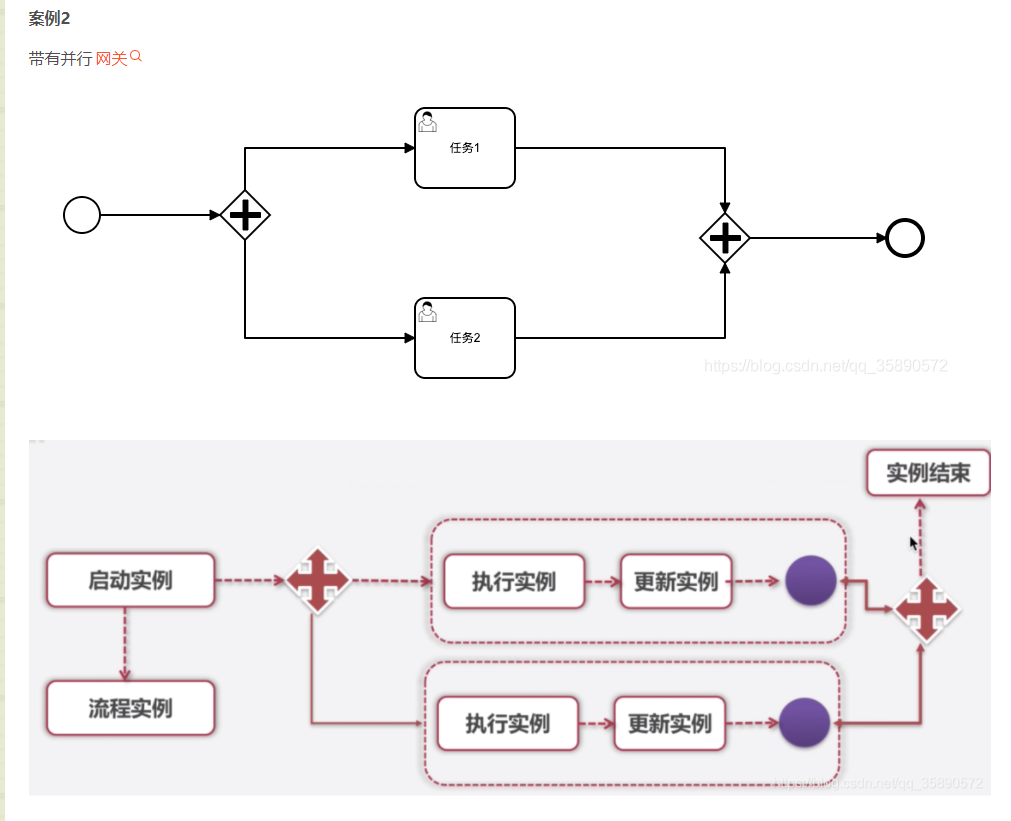 案例2
带有并行 网关
任务1
任务2
https://blog.csdn.net/qq_35890572
实例结束
启动实例
执行实例
更新实例
流程实例
执行实例
更新实例
https://blog.csdn.net/qq_35890572